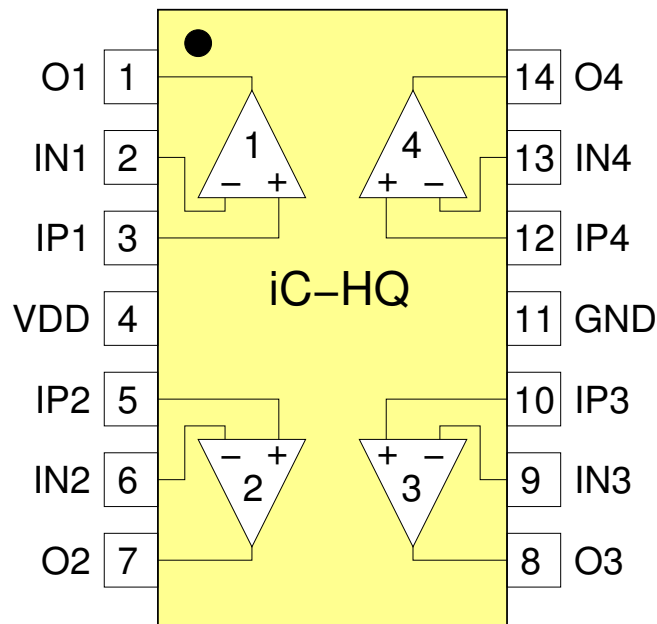 O1 1 14 O4
1 4
IN1 2 13 IN4
− + + −
IP1 3 12 IP4
iC−HQ
VDD 4 11 GND
IP2 5 10 IP3
− + + −
IN2 6 9 IN3
2 3
O2 7 8 O3